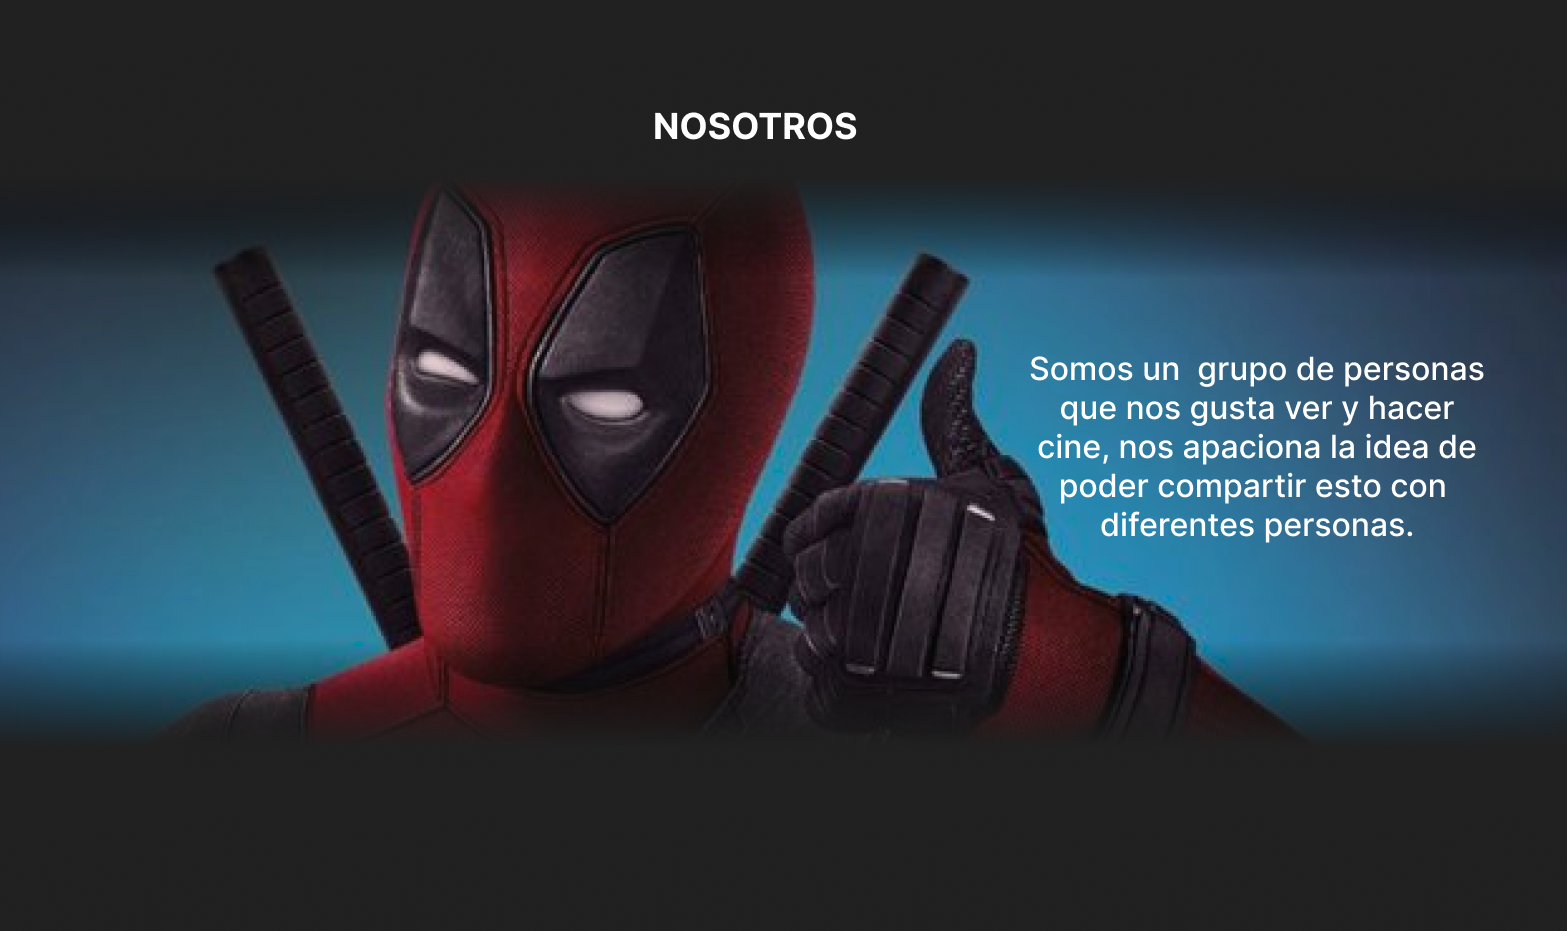 NOSOTROS
Somos un  grupo de personas
que nos gusta ver y hacer
cine, nos apaciona la idea de
poder compartir esto con
diferentes personas.